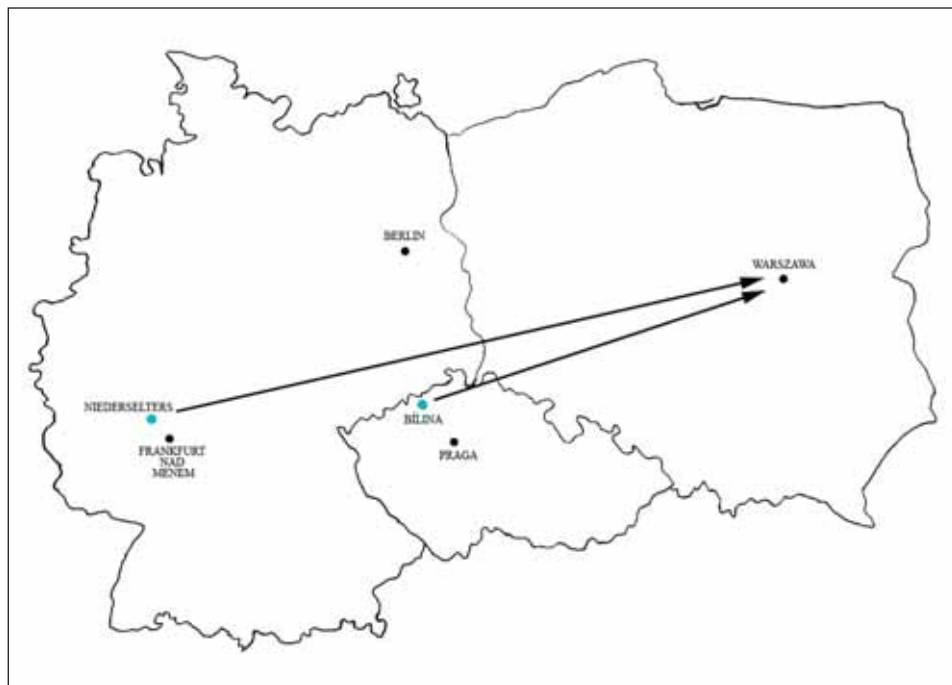 BERLIN
WARSZAWA
NIEDERSELTERS
FRANKFURT
NAD
MENEM
BÍLINA
PRAGA